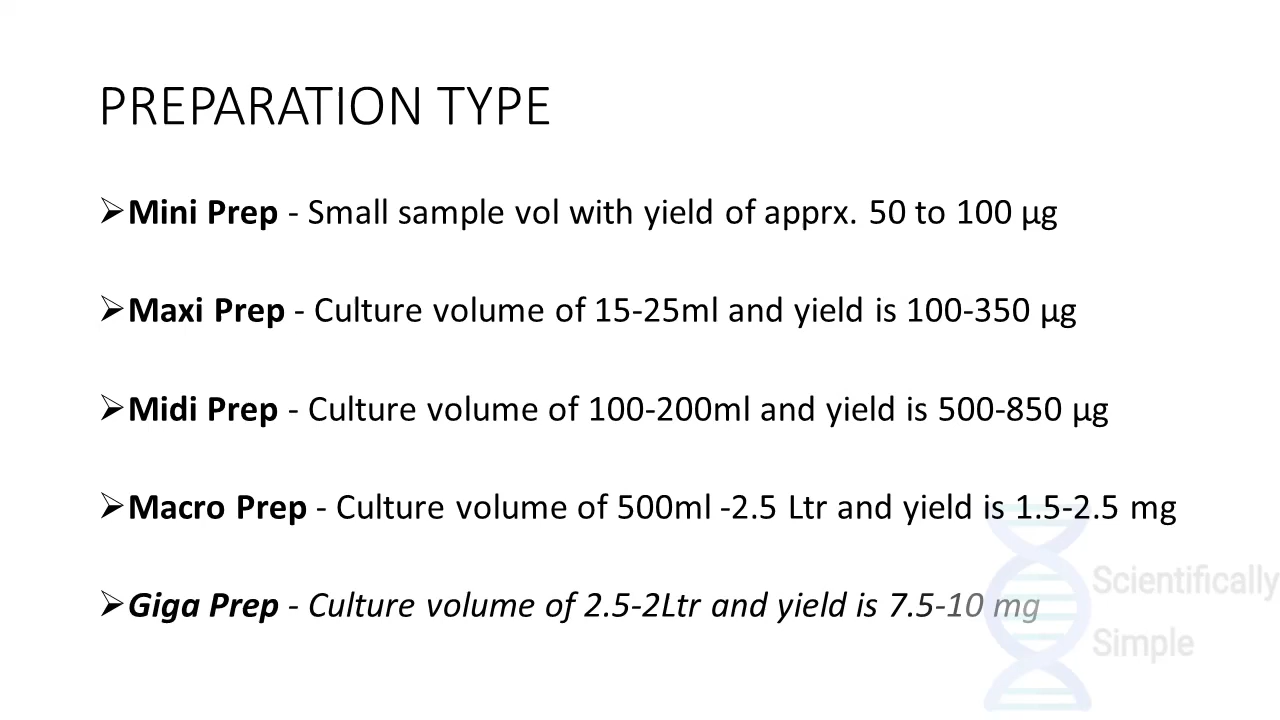 PREPARATION TYPE
➢Mini Prep - Small sample vol with yield of apprx. 50 to 100 µg
➢Maxi Prep - Culture volume of 15-25ml and yield is 100-350 µg
➢Midi Prep - Culture volume of 100-200ml and yield is 500-850 µg
➢Macro Prep - Culture volume of 500ml -2.5 Ltr and yield is 1.5-2.5 mg
➢Giga Prep - Culture volume of 2.5-2Ltr and yield is 7.5-10 mg
Scientifically
Simple